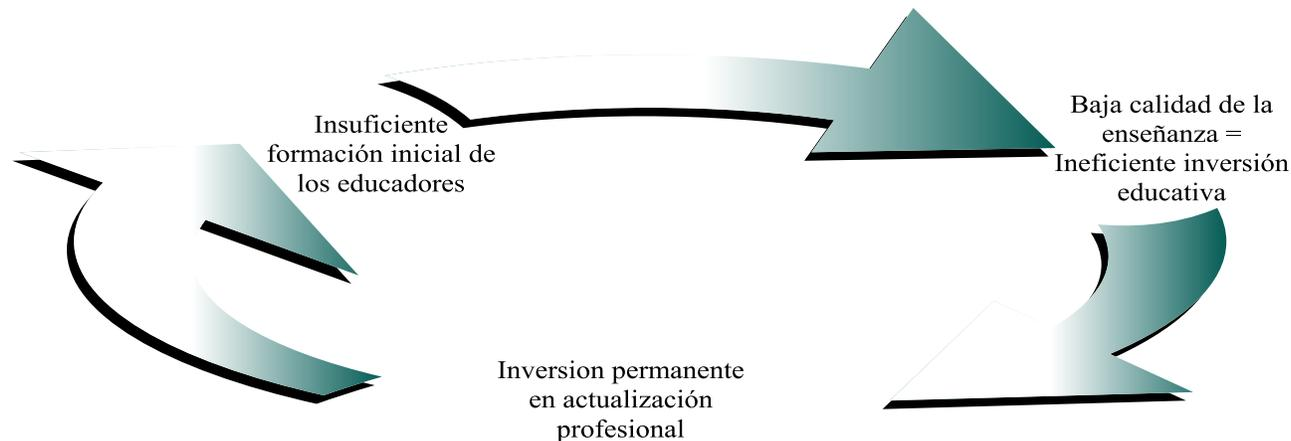 Insuficiente
formación inicial de
los educadores
Baja calidad de la
enseñanza =
Ineficiente inversión
educativa
Inversion permanente
en actualización
profesional